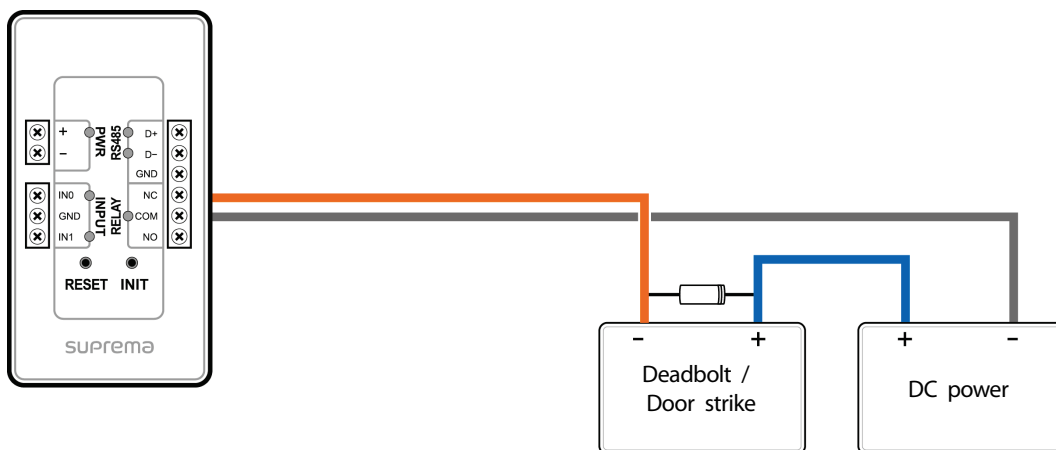 +
−
PWR
RS485
D+
D−
GND
IN0
GND
IN1
INPUT
RELAY
NC
COM
NO
RESET INIT
suprema
− +
Deadbolt /
Door strike
+ −
DC power